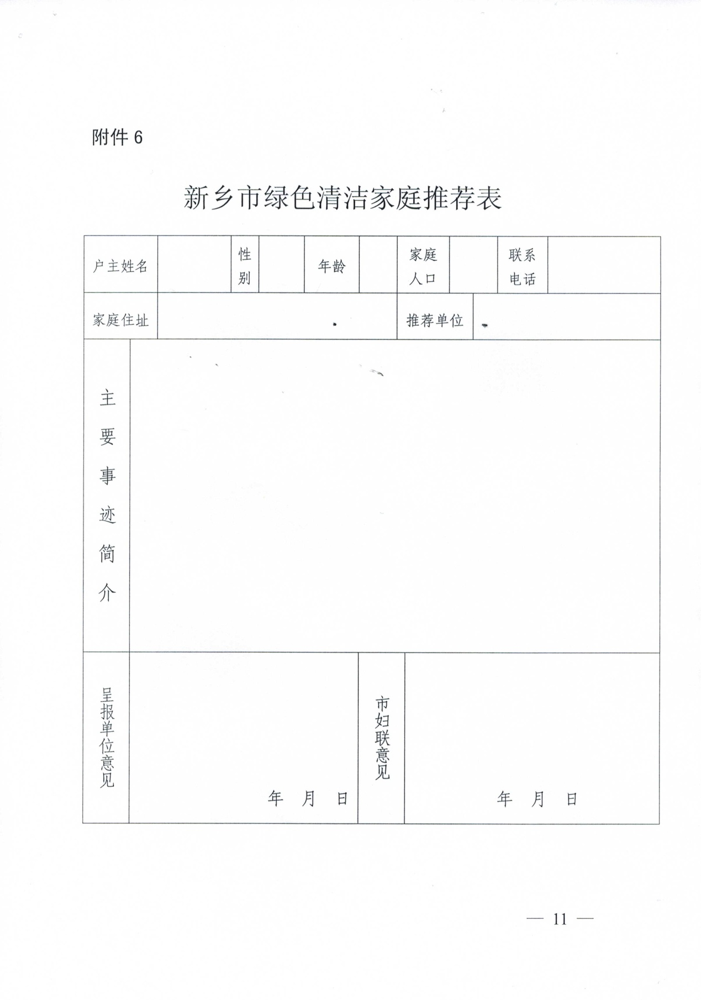 附件 6
新乡市绿色清洁家庭推荐表
户主姓名 性别 年龄 家庭人口 联系电话
家庭住址 推荐单位
主要事迹简介
呈报单位意见 年 月 日
市妇联意见 年 月 日
— 11 —